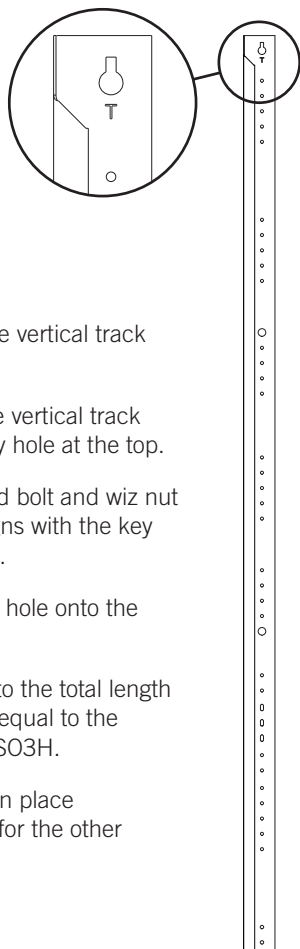 T
T
e vertical track
e vertical track
y hole at the top.
d bolt and wiz nut
gns with the key
.
hole onto the
to the total length
equal to the
SO3H.
n place
for the other